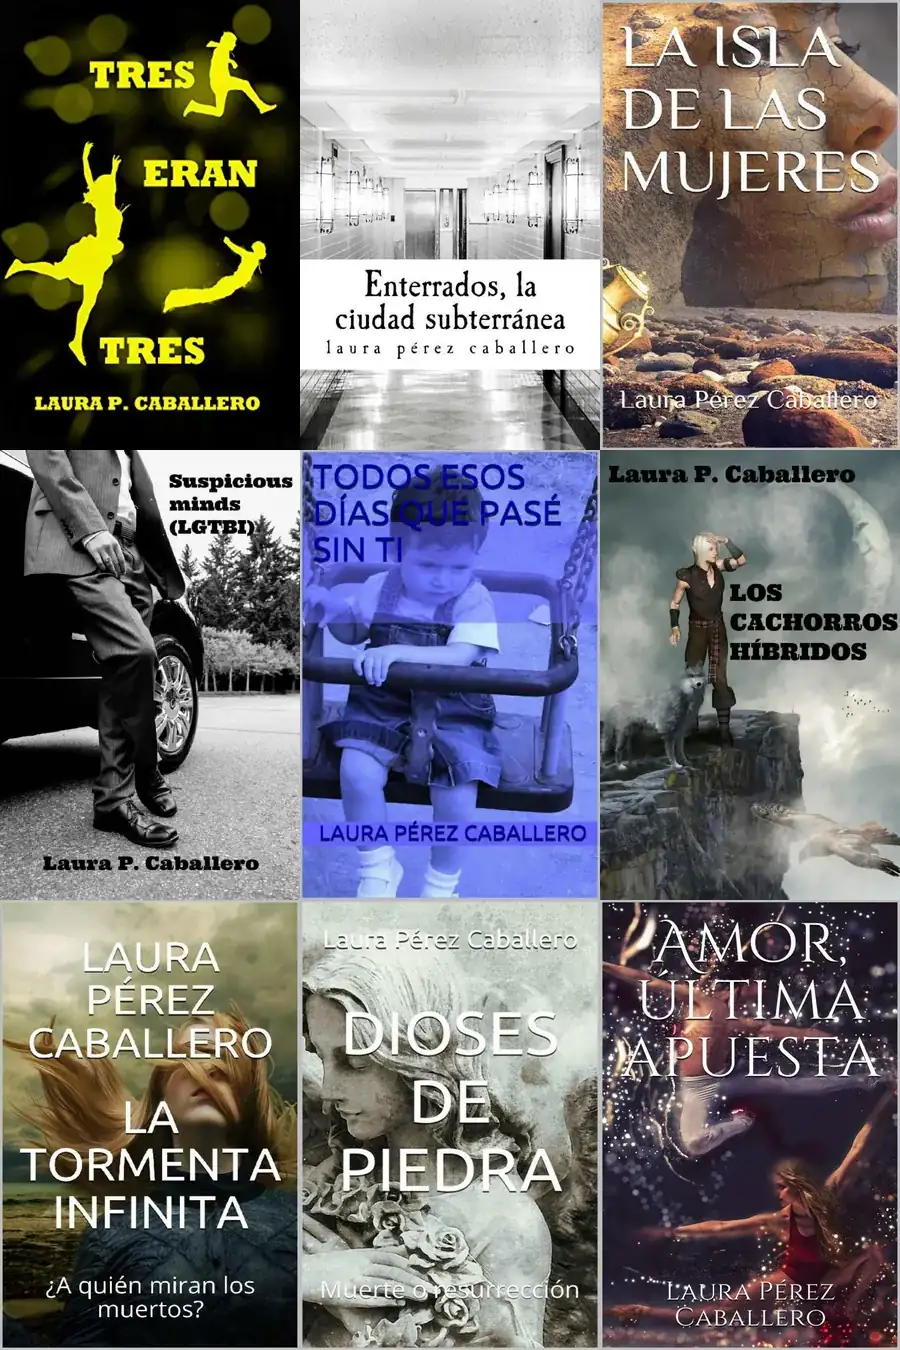 TRES
ERAN
TRES
LAURA P. CABALLERO
Enterrados, la
ciudad subterránea
laura pérez caballero
LA ISLA
DE LAS
MUJERES
Laura Pérez Caballero
Suspicious
minds
(LGTBI)
Laura P. Caballero
TODOS ESOS
DÍAS QUE PASÉ
SIN TI
LAURA PÉREZ CABALLERO
Laura P. Caballero
LOS
CACHORROS
HÍBRIDOS
LAURA
PÉREZ
CABALLERO
LA
TORMENTA
INFINITA
¿A quién miran los
muertos?
Laura Pérez Caballero
DIOSES
DE
PIEDRA
Muerte o resurrección
AMOR,
ÚLTIMA
APUESTA
LAURA PÉREZ
CABALLERO